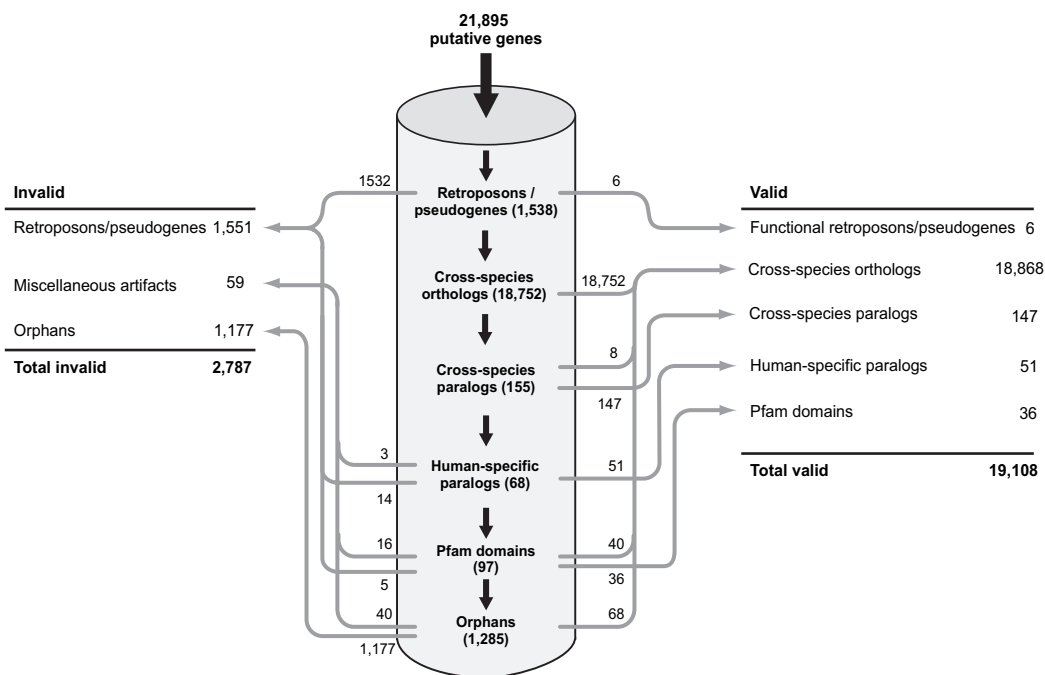 21,895
putative genes
Invalid
Retroposons/pseudogenes 1,551
Miscellaneous artifacts 59
Orphans 1,177
Total invalid 2,787
1532
3
14
16
5
40
1,177
Retroposons /
pseudogenes (1,538)
Cross-species
orthologs (18,752)
Cross-species
paralogs (155)
Human-specific
paralogs (68)
Pfam domains
(97)
Orphans
(1,285)
6
18,752
8
147
51
40
36
68
Valid
Functional retroposons/pseudogenes 6
Cross-species orthologs 18,868
Cross-species paralogs 147
Human-specific paralogs 51
Pfam domains 36
Total valid 19,108